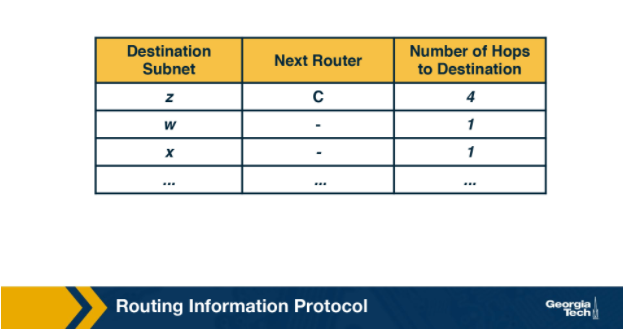 Destination Subnet Next Router Number of Hops to Destination
z C 4
w - 1
x - 1
... ... ...
Routing Information Protocol
Georgia Tech